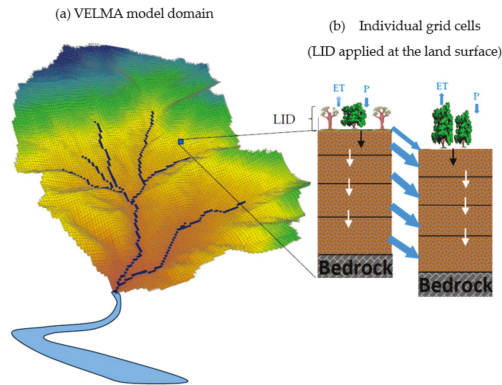 (a) VELMA model domain
(b) Individual grid cells
(LID applied at the land surface)
ET
P
ET
P
LID
Bedrock
Bedrock